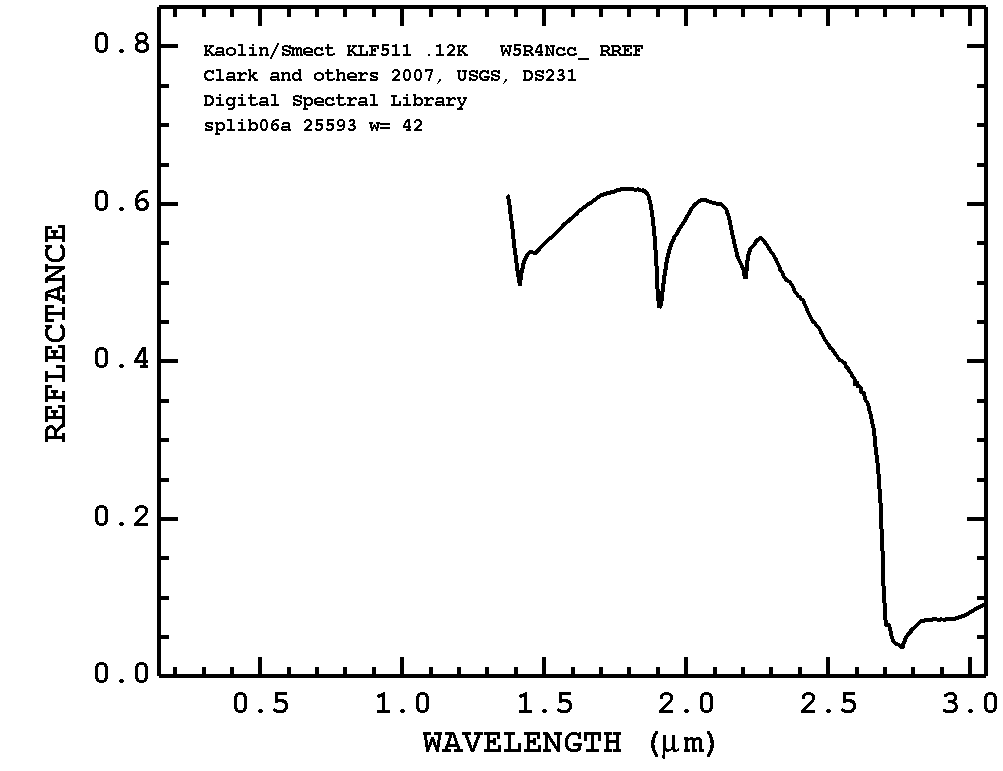 Kaolin/Smect KLF511 .12K   W5R4Ncc_ RREF
Clark and others 2007, USGS, DS231
Digital Spectral Library
splib06a 25593 w= 42
REFLECTANCE
0.8
0.6
0.4
0.2
0.0
0.5 1.0 1.5 2.0 2.5 3.0
WAVELENGTH (μm)